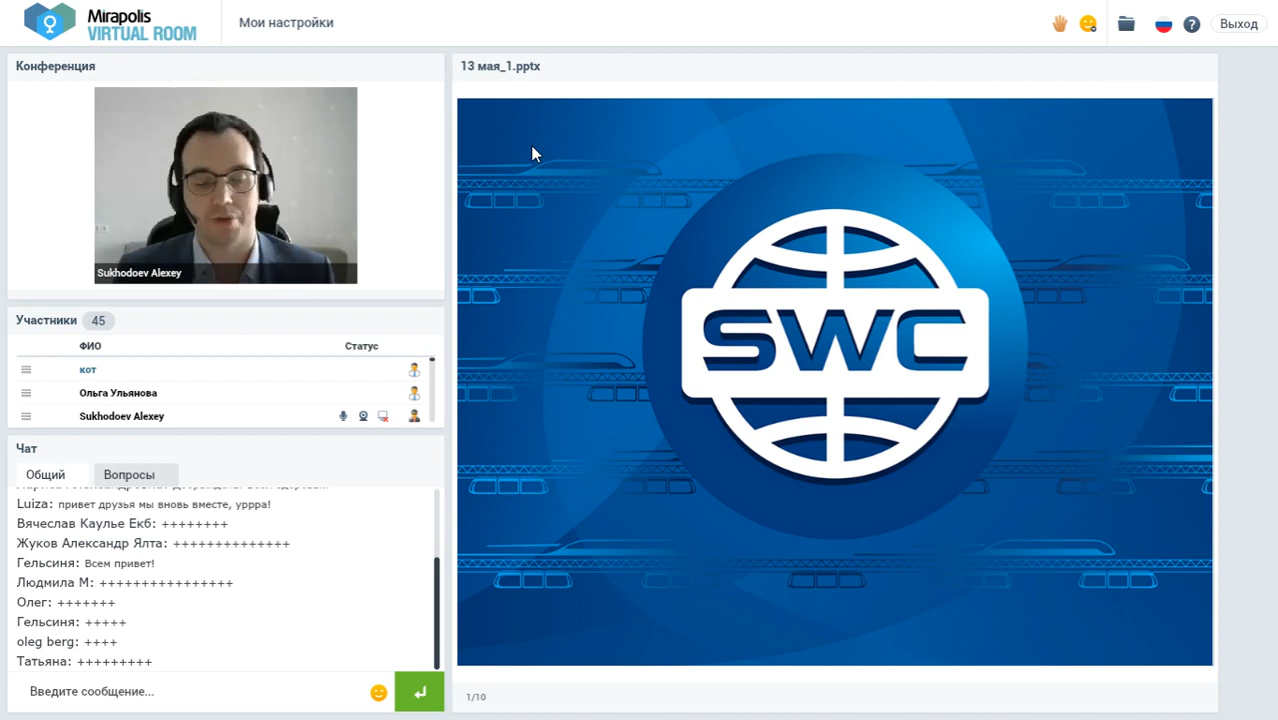 Mirapolis
VIRTUAL ROOM
Мои настройки
?
Выход
Конференция
Sukhodoev Alexey
Участники 45
ФИО Статус
кот
Ольга Ульянова
Sukhodoev Alexey
Чат
Общий Вопросы
Luiza: привет друзья мы вновь вместе, уррра!
Вячеслав Каулье Екб: ++++++++
Жуков Александр Ялта: ++++++++++++++
Гельсиня: Всем привет!
Людмила М: ++++++++++++++++
Олег: +++++++
Гельсиня: +++++
oleg berg: ++++
Татьяна: +++++++++
Введите сообщение...
13 мая_1.pptx
SWC
1/10